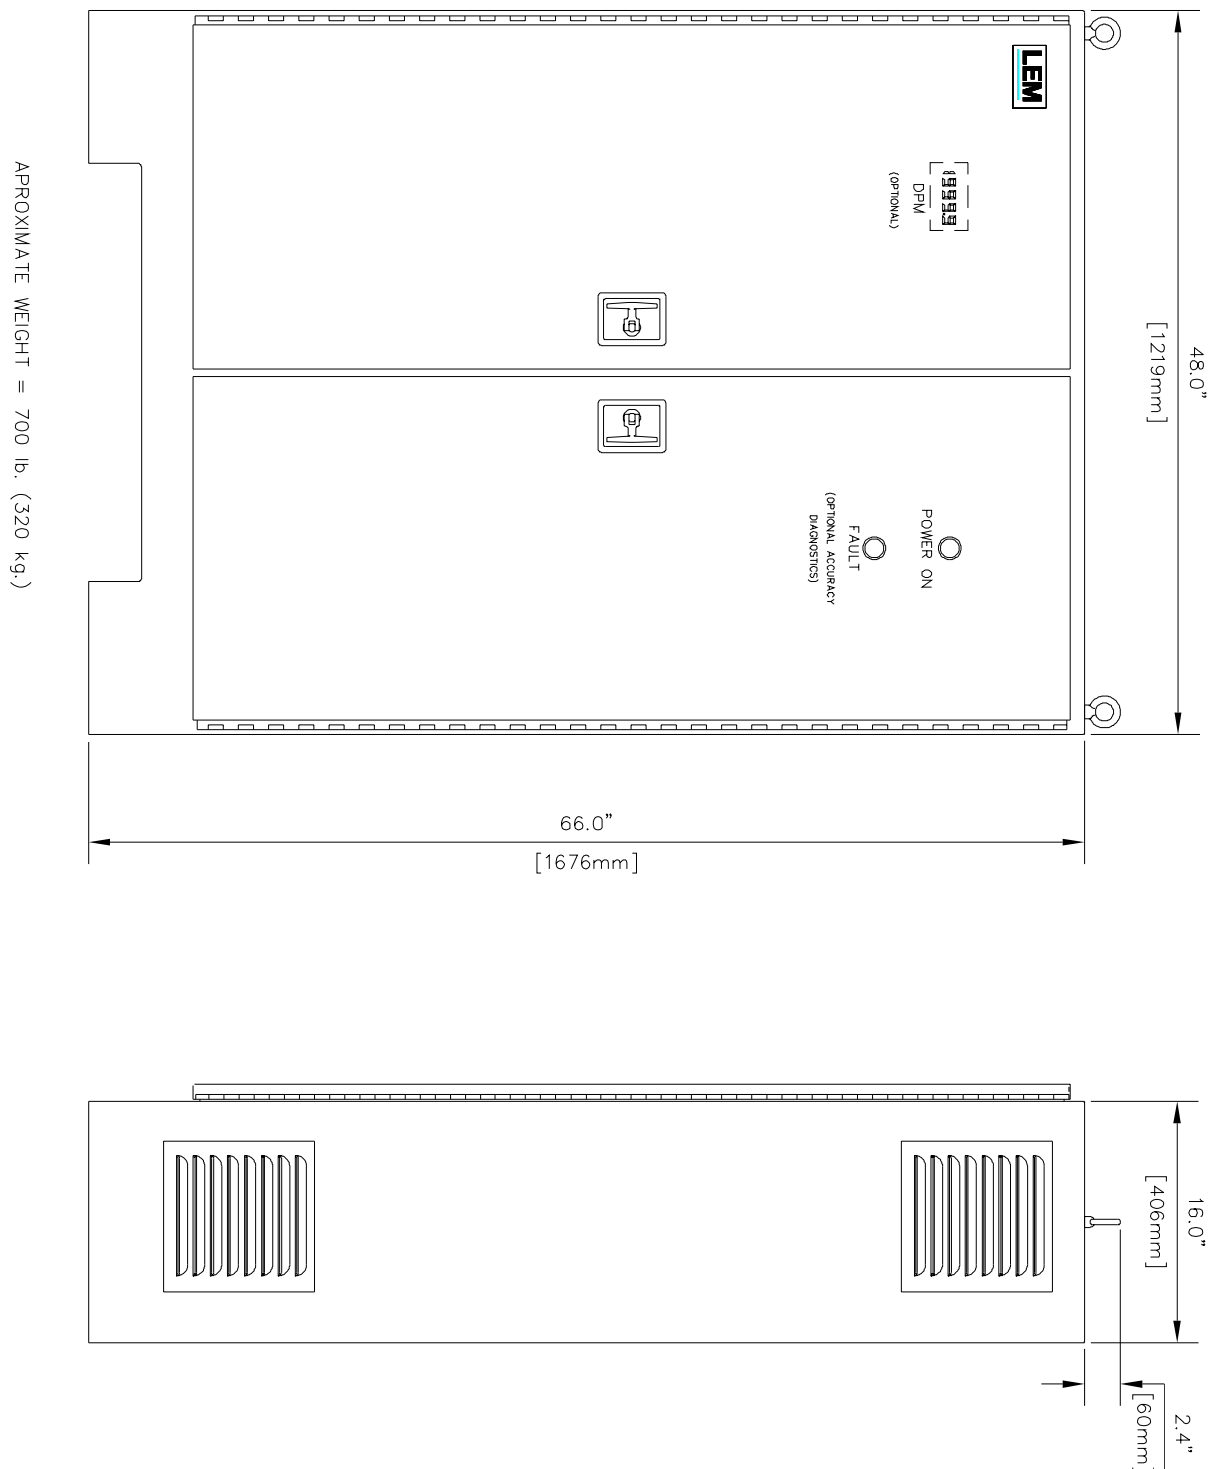 48.0"
[1219mm]
LEM
DPM
(OPTIONAL)
POWER ON
FAULT
(OPTIONAL ACCURACY
DIAGNOSTICS)
66.0"
[1676mm]
APROXIMATE WEIGHT = 700 lb. (320 kg.)
16.0"
[406mm]
2.4"
[60mm]